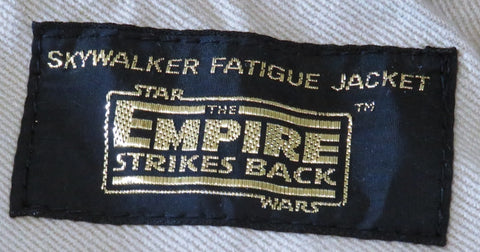 SKYWALKER FATIGUE JACKET
STAR
THE
EMPIRE
STRIKES BACK
WARS
TM